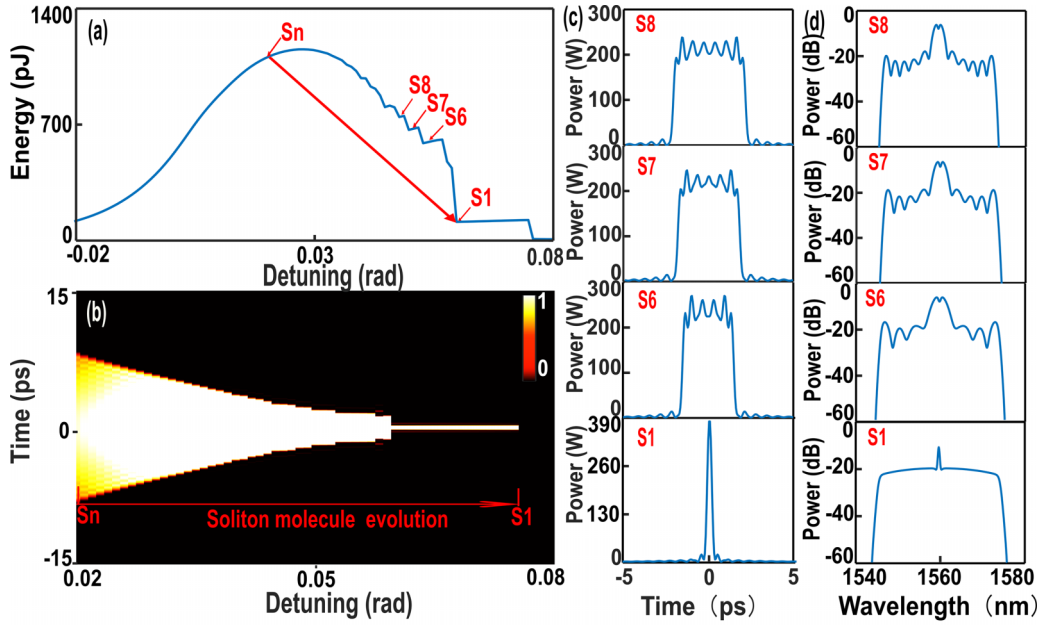 (a)
1400
700
0
Energy (pJ)
Sn
S8
S7
S6
S1
-0.02
0.03
0.08
Detuning (rad)
(b)
15
0
-15
Time (ps)
1
0
Sn
Soliton molecule evolution
S1
0.02
0.05
0.08
Detuning (rad)
(c)
S8
300
200
100
0
Power (W)
S7
300
200
100
0
Power (W)
S6
300
200
100
0
Power (W)
S1
390
260
130
0
Power (W)
-5
0
5
Time (ps)
(d)
S8
0
-20
-40
-60
Power (dB)
S7
0
-20
-40
-60
Power (dB)
S6
0
-20
-40
-60
Power (dB)
S1
0
-20
-40
-60
Power (dB)
1540
1560
1580
Wavelength (nm)